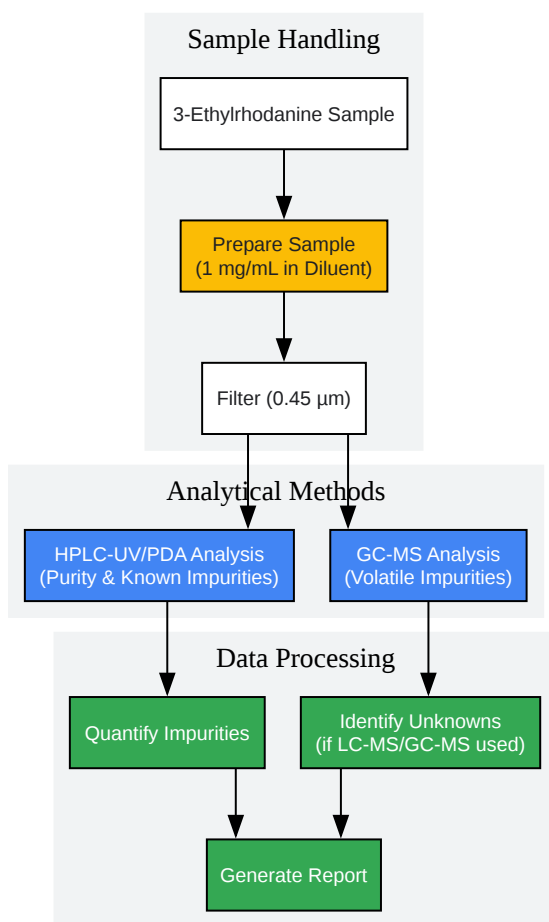 Sample Handling
3-Ethylrhodanine Sample
Prepare Sample
(1 mg/mL in Diluent)
Filter (0.45 µm)
Analytical Methods
HPLC-UV/PDA Analysis
(Purity & Known Impurities)
GC-MS Analysis
(Volatile Impurities)
Data Processing
Quantify Impurities
Identify Unknowns
(if LC-MS/GC-MS used)
Generate Report